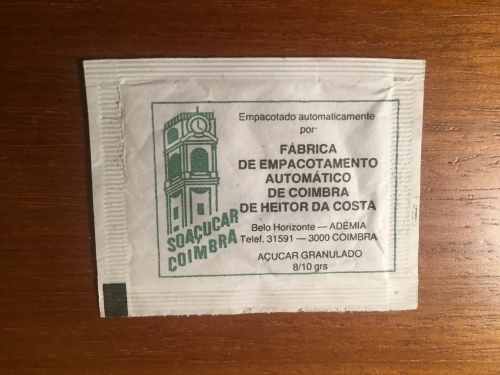 Empacotado automaticamente
por
FÁBRICA
DE EMPACOTAMENTO
AUTOMÁTICO
DE COIMBRA
DE HEITOR DA COSTA
Belo Horizonte — ADÉMIA
Telef. 31591 — 3000 COIMBRA
AÇUCAR GRANULADO
8/10 grs
SOAÇUCAR
COIMBRA